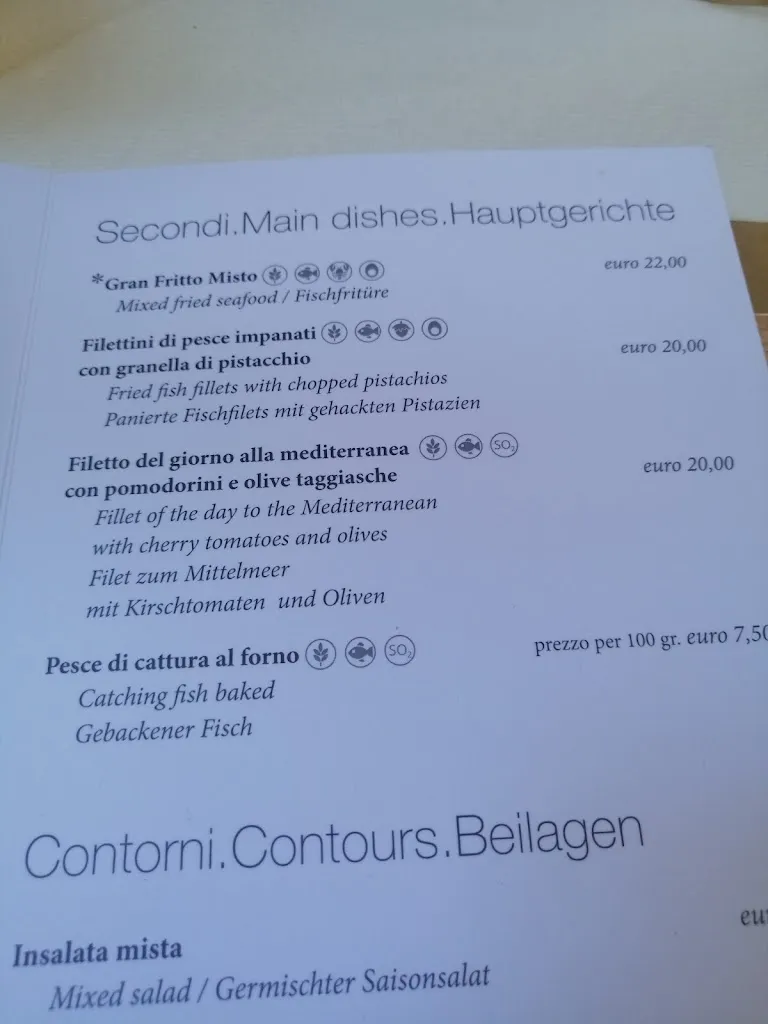 Secondi.Main dishes.Hauptgerichte
*Gran Fritto Misto euro 22,00
Mixed fried seafood / Fischfritüre
Filettini di pesce impanati
con granella di pistacchio euro 20,00
Fried fish fillets with chopped pistachios
Panierte Fischfilets mit gehackten Pistazien
Filetto del giorno alla mediterranea SO2
con pomodorini e olive taggiasche euro 20,00
Fillet of the day to the Mediterranean
with cherry tomatoes and olives
Filet zum Mittelmeer
mit Kirschtomaten und Oliven
Pesce di cattura al forno SO2 prezzo per 100 gr. euro 7,50
Catching fish baked
Gebackener Fisch
Contorni.Contours.Beilagen
Insalata mista
Mixed salad / Germischter Saisonsalat